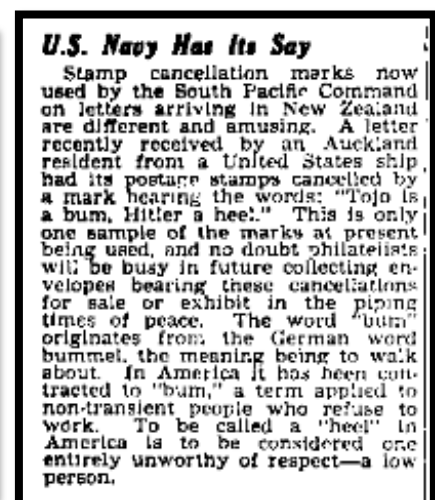 U.S. Navy Has its Say
Stamp cancellation marks now
used by the South Pacific Command
on letters arriving in New Zealand
are different and amusing. A letter
recently received by an Auckland
resident from a United States ship
had its postage stamps cancelled by
a mark bearing the words: "Tojo is
a bum, Hitler a heel." This is only
one sample of the marks at present
being used, and no doubt philatelists
will be busy in future collecting en-
velopes bearing these cancellations
for sale or exhibit in the piping
times of peace. The word "bum"
originates from the German word
bummel, the meaning being to walk
about. In America it has been con-
tracted to "bum," a term applied to
non-transient people who refuse to
work. To be called a "heel" in
America is to be considered one
entirely unworthy of respect—a low
person.